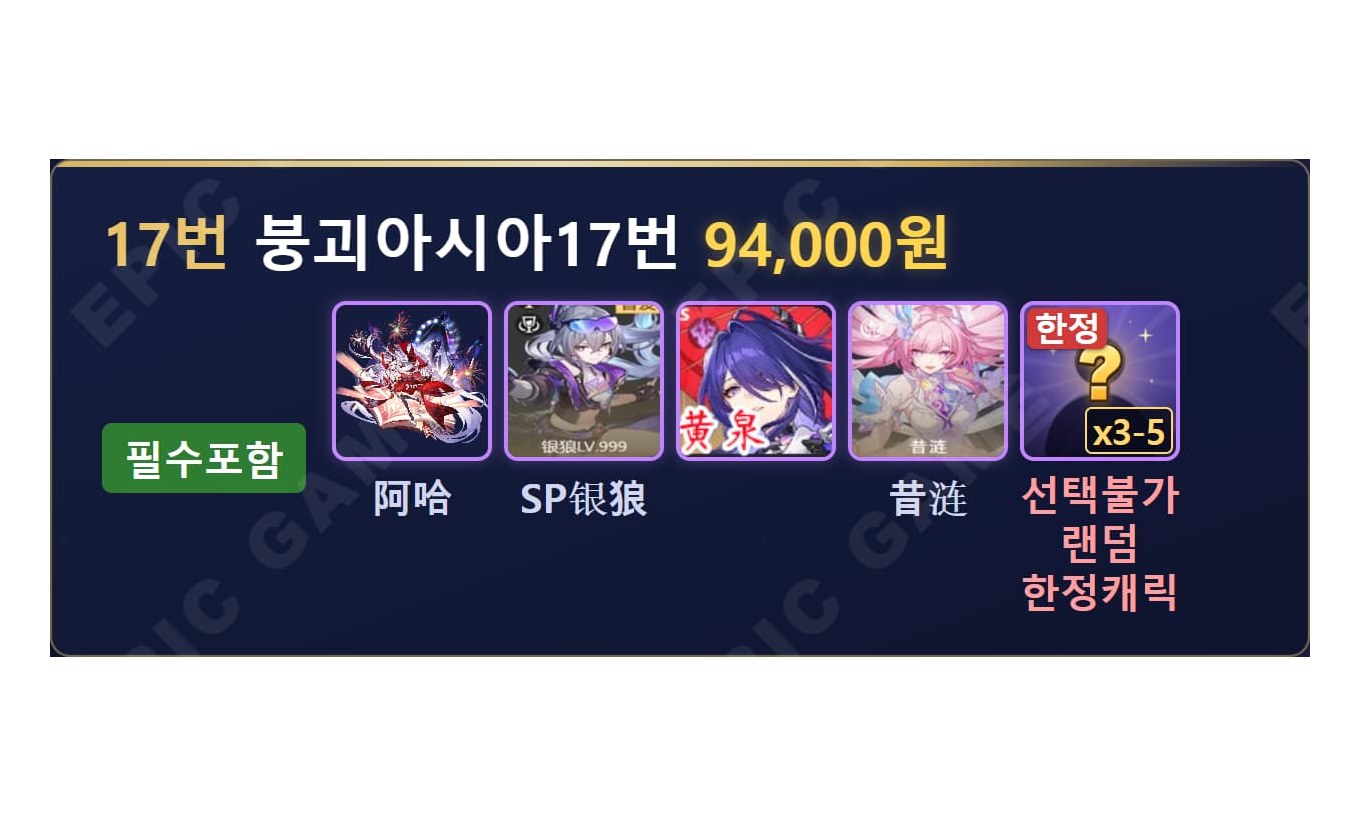 17번 붕괴아시아17번 94,000원
필수포함
银狼LV.999
黄泉
昔涟
한정
x3-5
阿哈
SP银狼
昔涟
선택불가
랜덤
한정캐릭
EPIC GAME